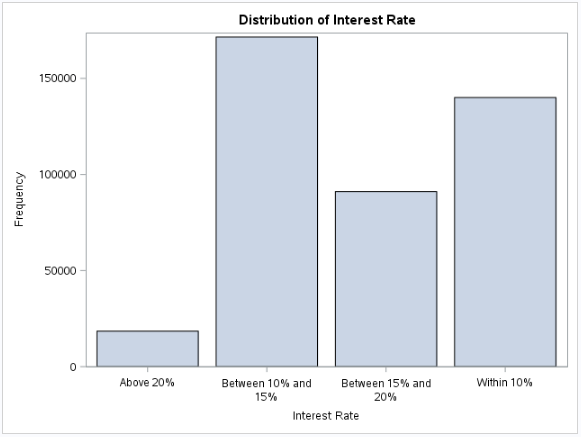 Distribution of Interest Rate
150000
100000
50000
0
Frequency
Above 20%
Between 10% and
15%
Between 15% and
20%
Within 10%
Interest Rate